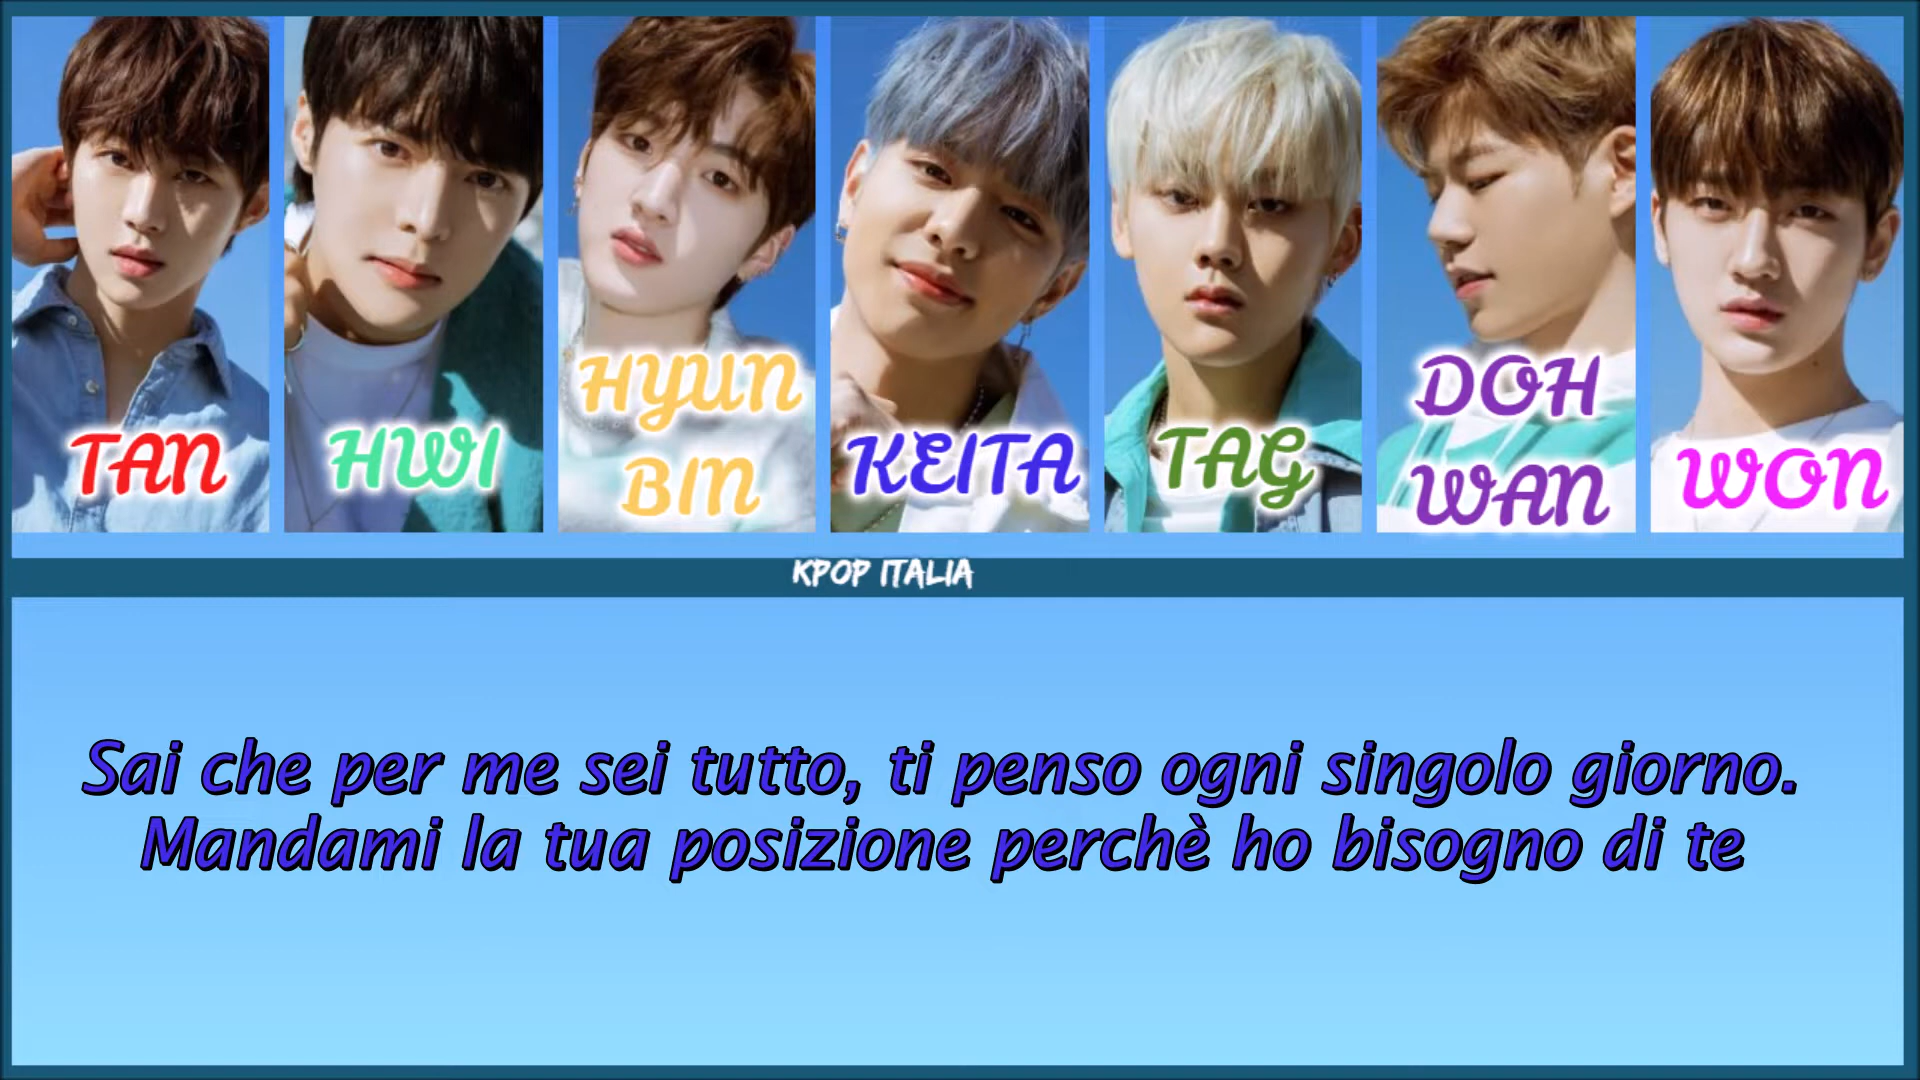 TAN
HWI
HYUN
BIN
KEITA
TAG
DOH
WAN
WON
KPOP ITALIA
Sai che per me sei tutto, ti penso ogni singolo giorno.
Mandami la tua posizione perchè ho bisogno di te